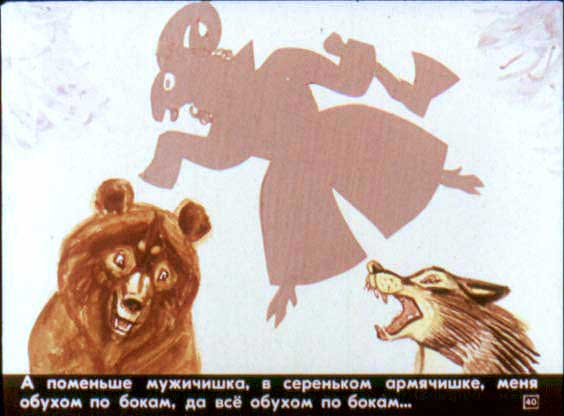 А поменьше мужичишка, в сереньком армячишке, меня
обухом по бокам, да всё обухом по бокам...
40